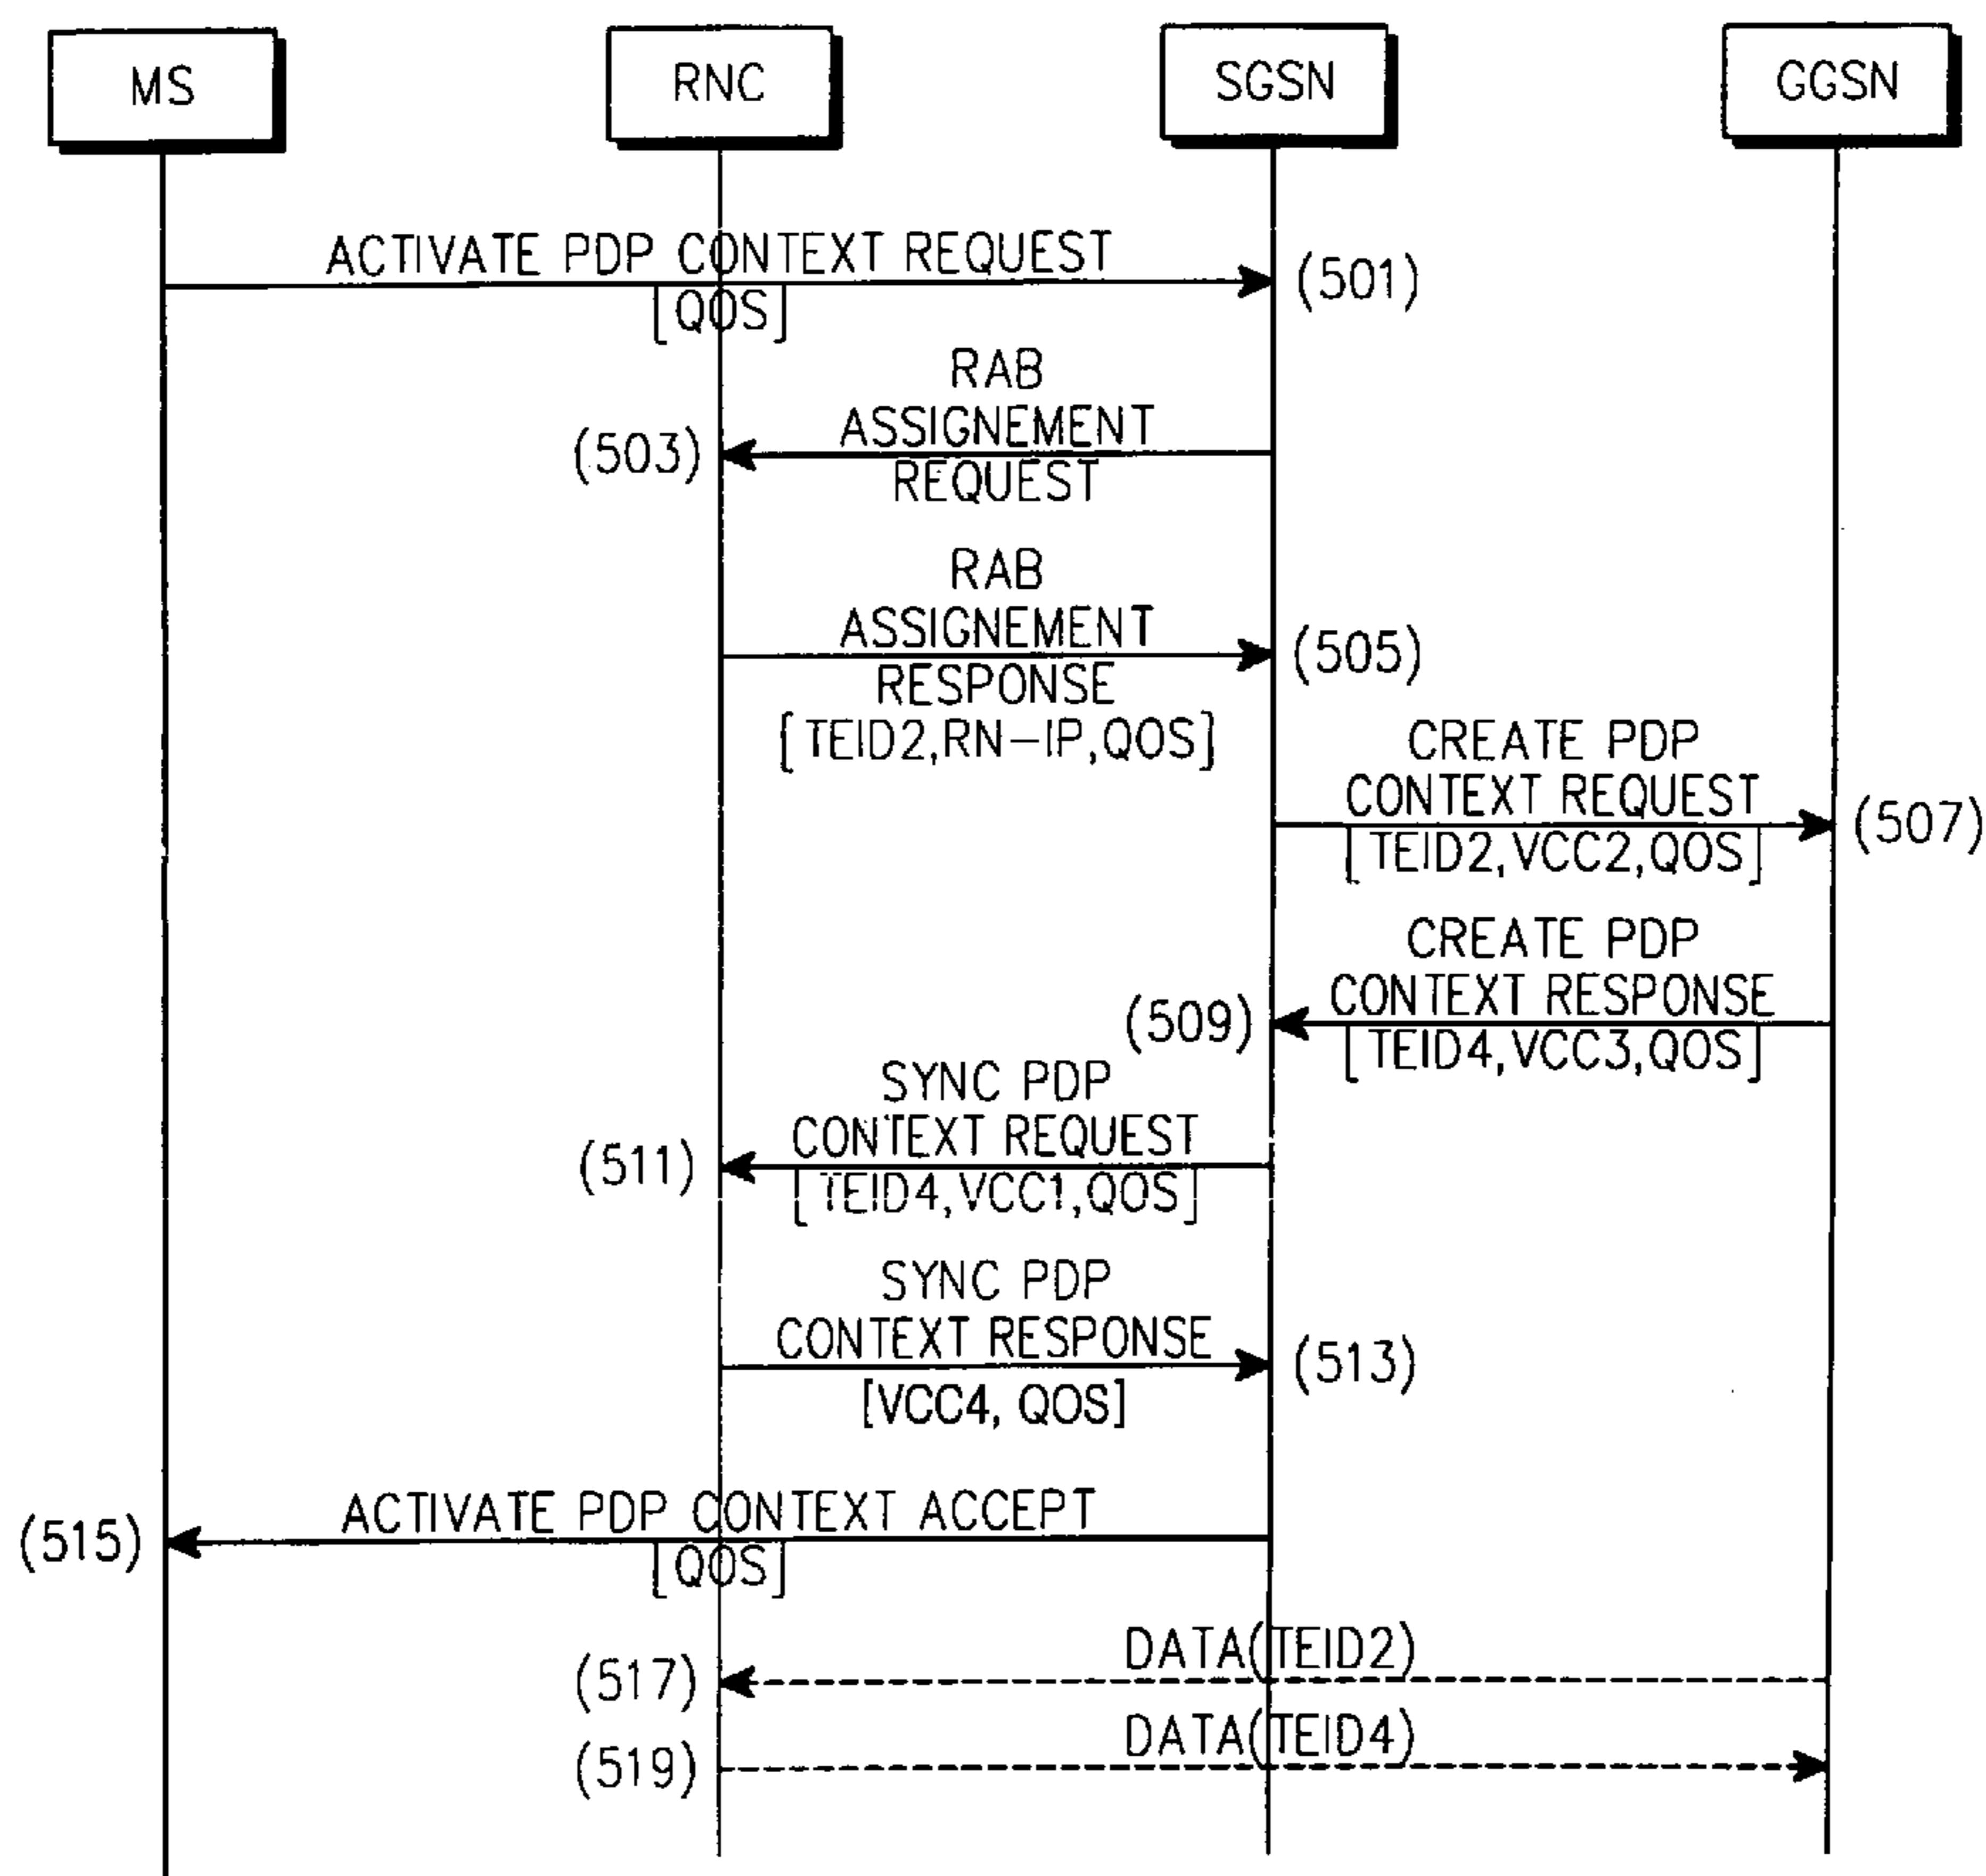 MS
RNC
SGSN
GGSN
ACTIVATE PDP CONTEXT REQUEST
(501)
[QOS]
RAB
ASSIGNEMENT
(503)
REQUEST
RAB
ASSIGNEMENT
(505)
RESPONSE
[TEID2,RN-IP,QOS]
CREATE PDP
CONTEXT REQUEST
(507)
[TEID2,VCC2,QOS]
CREATE PDP
CONTEXT RESPONSE
(509)
[TEID4,VCC3,QOS]
SYNC PDP
CONTEXT REQUEST
(511)
[TEID4,VCC1,QOS]
SYNC PDP
CONTEXT RESPONSE
(513)
[VCC4, QOS]
ACTIVATE PDP CONTEXT ACCEPT
(515)
[QOS]
DATA(TEID2)
(517)
DATA(TEID4)
(519)